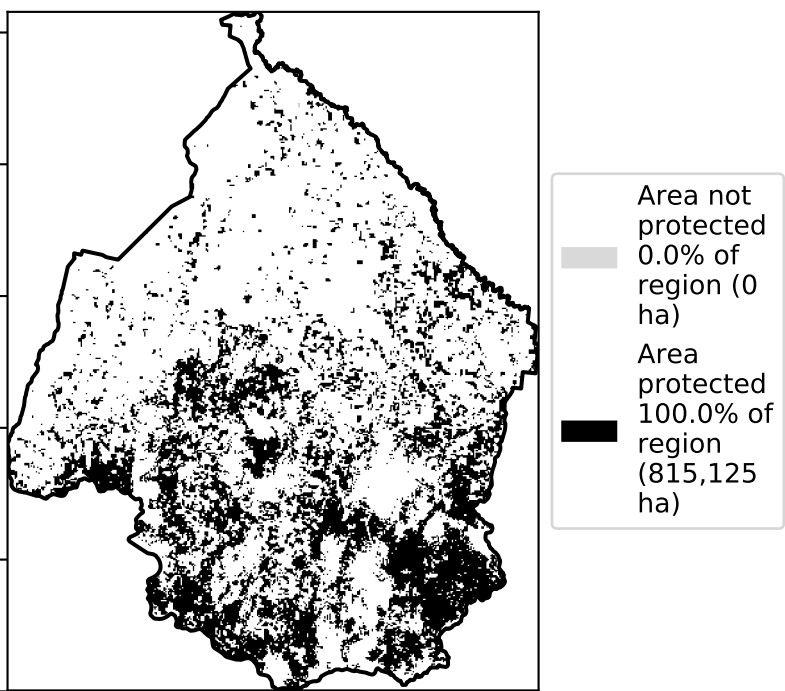 Area not
protected
0.0% of
region (0
ha)
Area
protected
100.0% of
region
(815,125
ha)